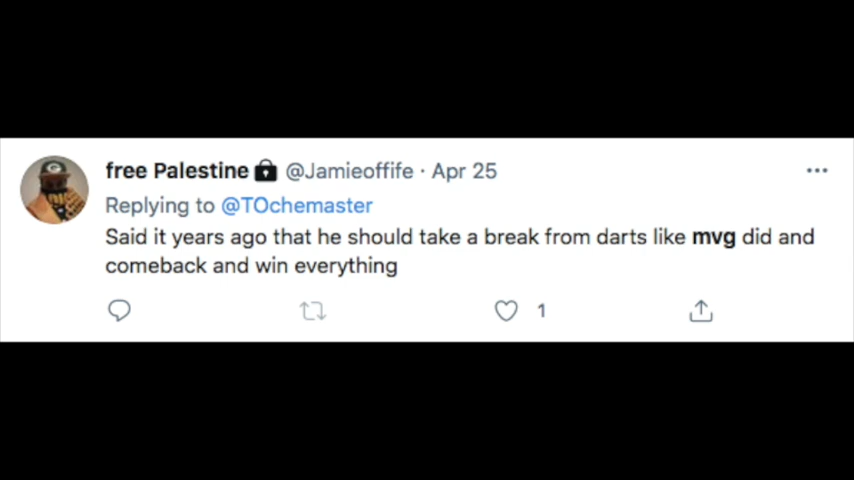 free Palestine @Jamieoffife · Apr 25
Replying to @TOchemaster
Said it years ago that he should take a break from darts like mvg did and
comeback and win everything
1